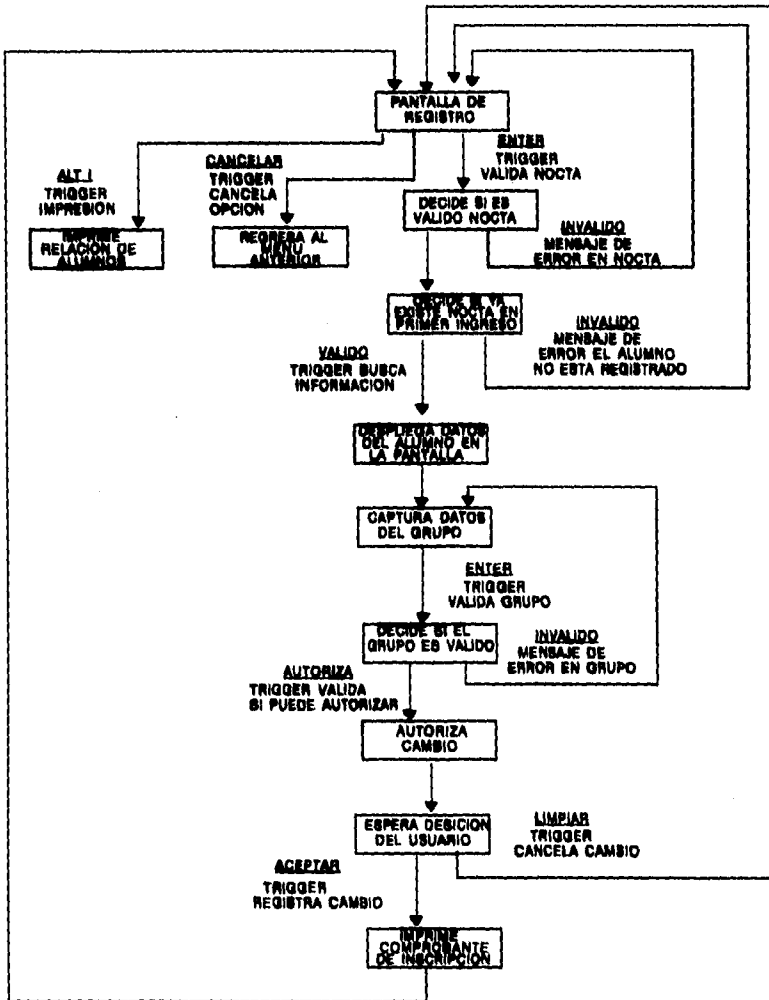 PANTALLA DE
REGISTRO
ALT I
TRIGGER
IMPRESION
CANCELAR
TRIGGER
CANCELA
OPCION
ENTER
TRIGGER
VALIDA NOCTA
IMPRIME
RELACION DE
ALUMNOS
REGRESA AL
MENU
ANTERIOR
DECIDE SI ES
VALIDO NOCTA
INVALIDO
MENSAJE DE
ERROR EN NOCTA
DECIDE SI YA
EXISTE NOCTA EN
PRIMER INGRESO
VALIDO
TRIGGER BUSCA
INFORMACION
INVALIDO
MENSAJE DE
ERROR EL ALUMNO
NO ESTA REGISTRADO
DESPLIEGA DATOS
DEL ALUMNO EN
LA PANTALLA
CAPTURA DATOS
DEL GRUPO
ENTER
TRIGGER
VALIDA GRUPO
DECIDE SI EL
GRUPO ES VALIDO
INVALIDO
MENSAJE DE
ERROR EN GRUPO
AUTORIZA
TRIGGER VALIDA
SI PUEDE AUTORIZAR
AUTORIZA
CAMBIO
ESPERA DESICION
DEL USUARIO
LIMPIAR
TRIGGER
CANCELA CAMBIO
ACEPTAR
TRIGGER
REGISTRA CAMBIO
IMPRIME
COMPROBANTE
DE INSCRIPCION